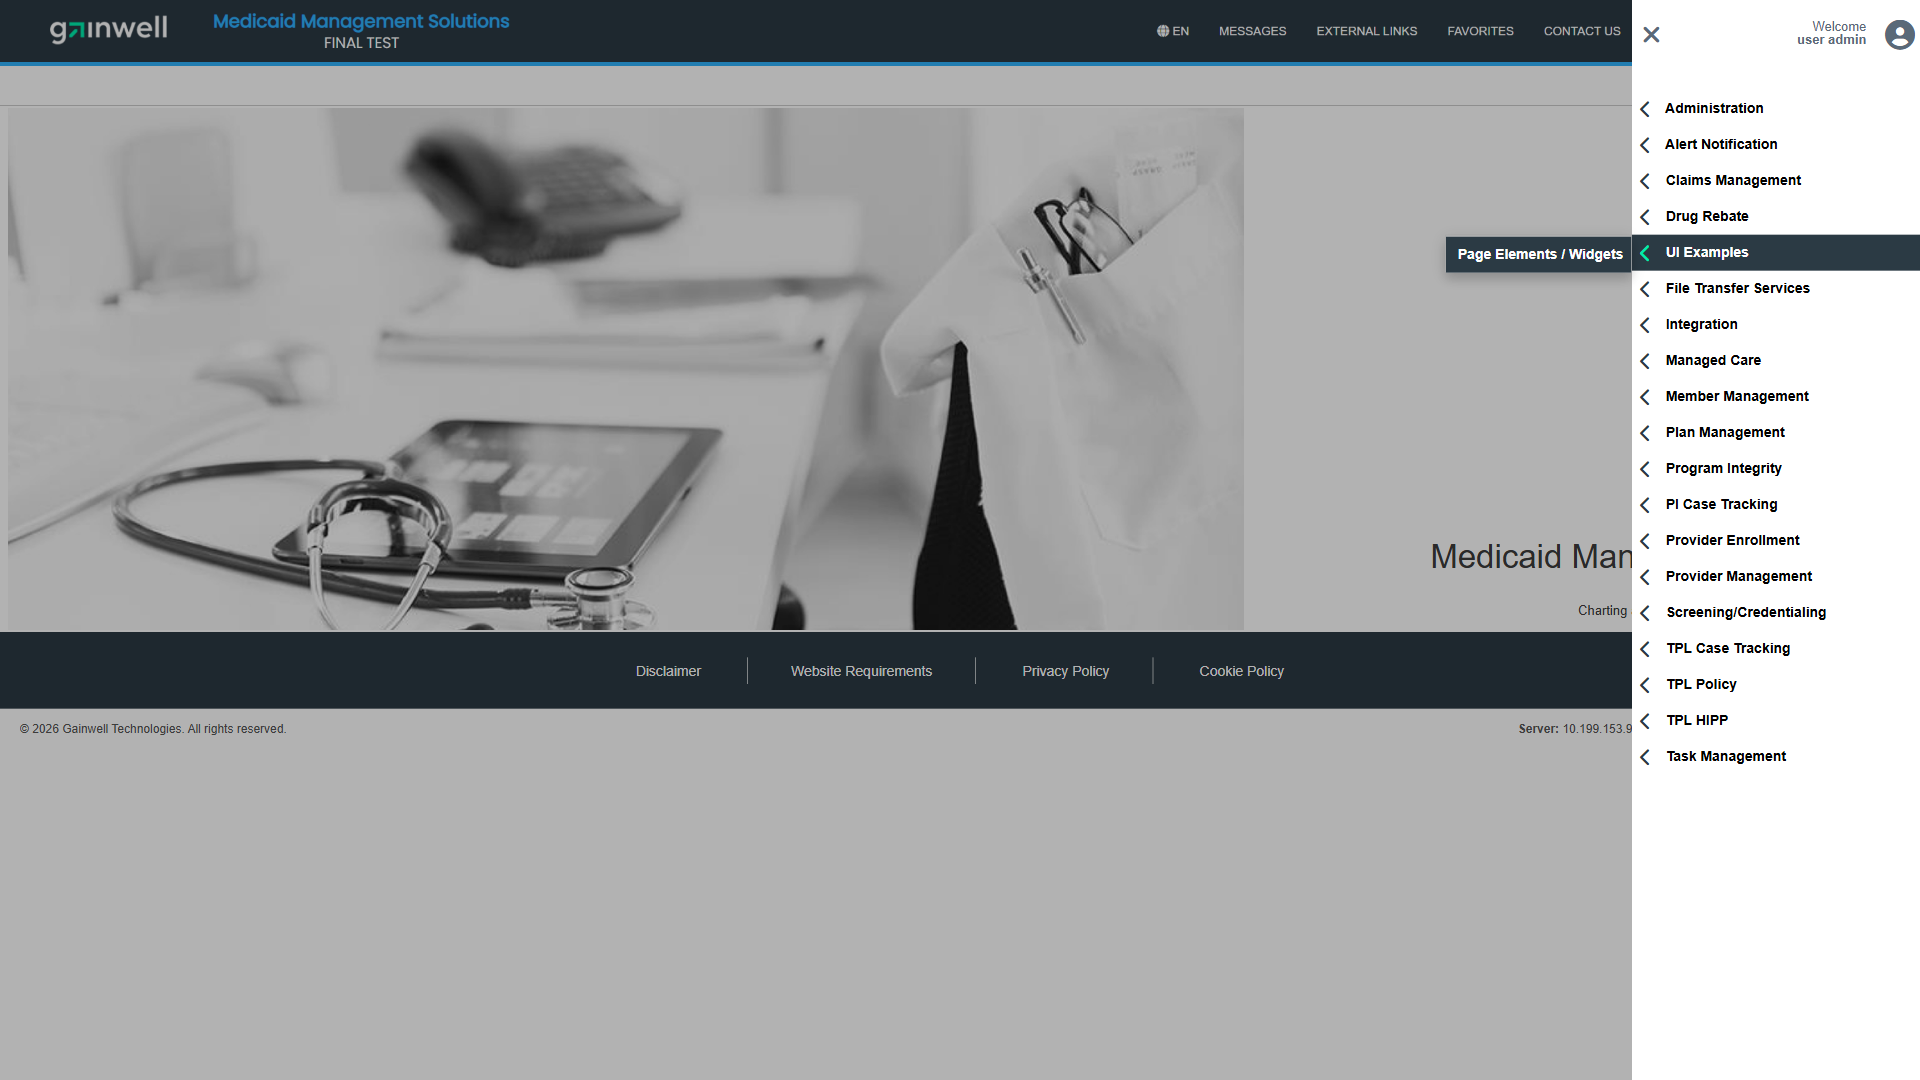 gainwell
Medicaid Management Solutions
FINAL TEST
EN
MESSAGES
EXTERNAL LINKS
FAVORITES
CONTACT US
Welcome
user admin
Administration
Alert Notification
Claims Management
Drug Rebate
Page Elements / Widgets
UI Examples
File Transfer Services
Integration
Managed Care
Member Management
Plan Management
Program Integrity
PI Case Tracking
Provider Enrollment
Provider Management
Screening/Credentialing
TPL Case Tracking
TPL Policy
TPL HIPP
Task Management
Medicaid Man
Charting
Disclaimer
Website Requirements
Privacy Policy
Cookie Policy
© 2026 Gainwell Technologies. All rights reserved.
Server: 10.199.153.9